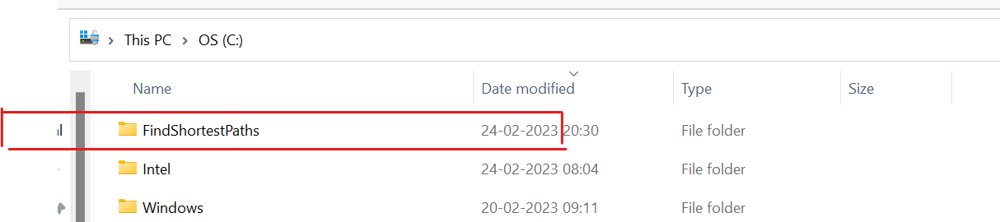 This PC > OS (C:)
Name Date modified Type Size
FindShortestPaths 24-02-2023 20:30 File folder
Intel 24-02-2023 08:04 File folder
Windows 20-02-2023 09:11 File folder